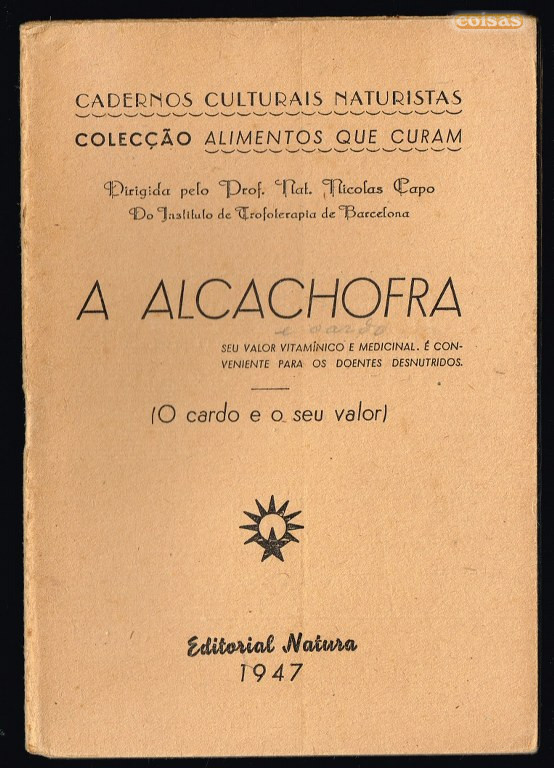 coisas
CADERNOS CULTURAIS NATURISTAS
COLECÇÃO ALIMENTOS QUE CURAM
Dirigida pelo Prof. Nat. Nicolas Capo
Do Instituto de Trofoterapia de Barcelona
A ALCACHOFRA
e cardo
SEU VALOR VITAMÍNICO E MEDICINAL. É CON-
VENIENTE PARA OS DOENTES DESNUTRIDOS.
(O cardo e o seu valor)
Editorial Natura
1947